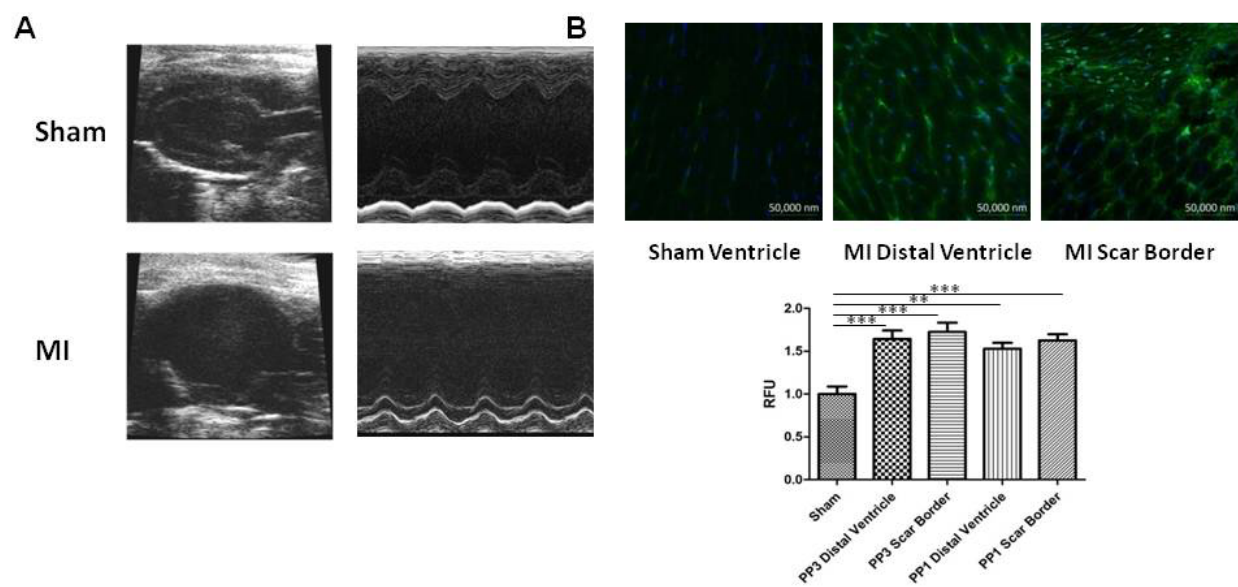 A
B
Sham
MI
50,000 nm
50,000 nm
50,000 nm
Sham Ventricle
MI Distal Ventricle
MI Scar Border
***
**
***
***
2.0
1.5
1.0
0.5
0.0
RFU
Sham
PP3 Distal Ventricle
PP3 Scar Border
PP1 Distal Ventricle
PP1 Scar Border